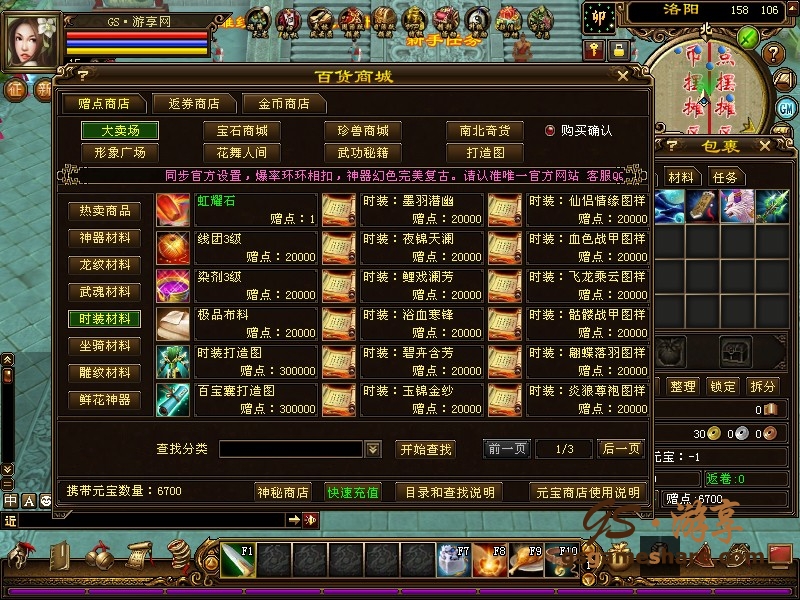 GS·游享网
新手任务
洛阳 158 106
北
征
新
GM
百货商城
赠点商店 返券商店 金币商店
大卖场 宝石商城 珍兽商城 南北奇货 购买确认
形象广场 花舞人间 武功秘籍 打造图
同步官方设置，爆率环环相扣，神器幻色完美复古。请认准唯一官方网站 客服Q
热卖商品
神器材料
龙纹材料
武魂材料
时装材料
坐骑材料
雕纹材料
鲜花神器
虹耀石
赠点：1
时装：墨羽潜幽
赠点：20000
时装：仙侣情缘图样
赠点：20000
线团3级
赠点：20000
时装：夜锦天澜
赠点：20000
时装：血色战甲图样
赠点：20000
染剂3级
赠点：20000
时装：鲤戏澜芳
赠点：20000
时装：飞龙乘云图样
赠点：20000
极品布料
赠点：20000
时装：浴血寒锋
赠点：20000
时装：骷髅战甲图样
赠点：20000
时装打造图
赠点：300000
时装：碧卉含芳
赠点：20000
时装：翩蝶落羽图样
赠点：20000
百宝囊打造图
赠点：300000
时装：玉锦金纱
赠点：20000
时装：炎狼尊袍图样
赠点：20000
查找分类 开始查找 前一页 1/3 后一页
携带元宝数量：6700 神秘商店 快速充值 目录和查找说明 元宝商店使用说明
包裹
材料 任务
整理 锁定 拆分
0
30 0 0
元宝：-1
返卷:0
赠点:6700
中 A
近
F1 F7 F8 F9 F10
GS·游享